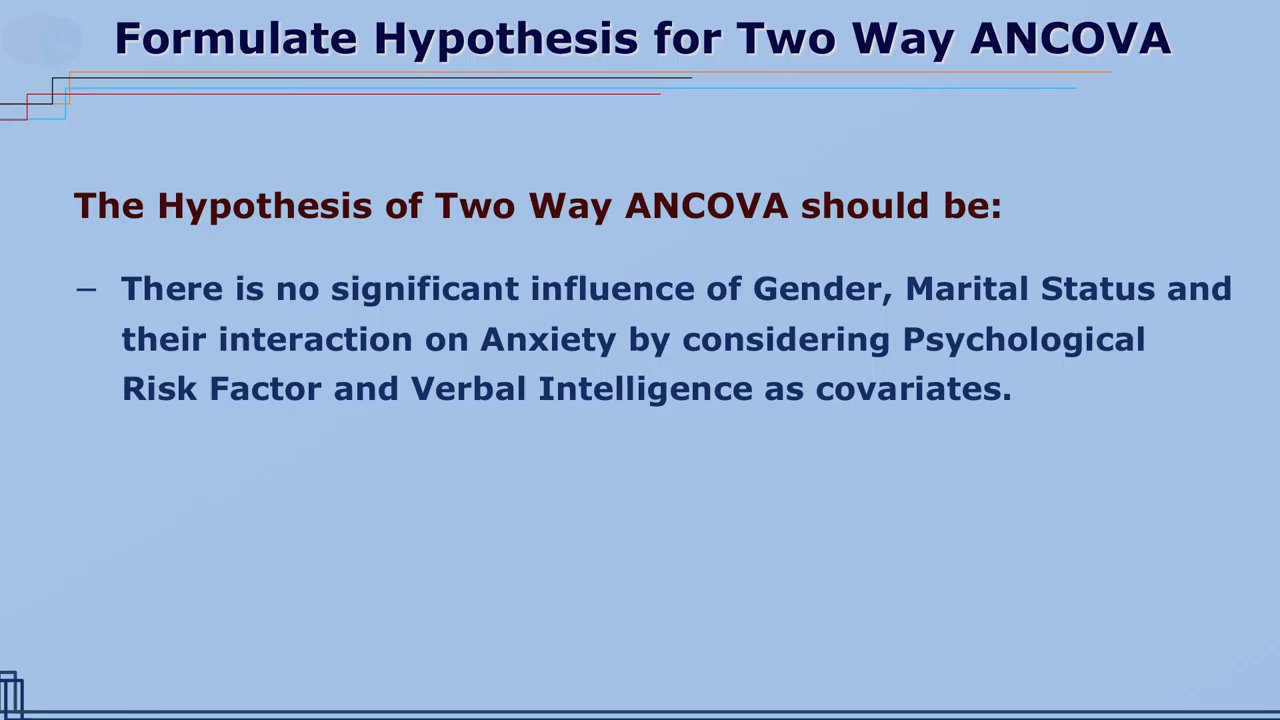 Formulate Hypothesis for Two Way ANCOVA
The Hypothesis of Two Way ANCOVA should be:
– There is no significant influence of Gender, Marital Status and
their interaction on Anxiety by considering Psychological
Risk Factor and Verbal Intelligence as covariates.